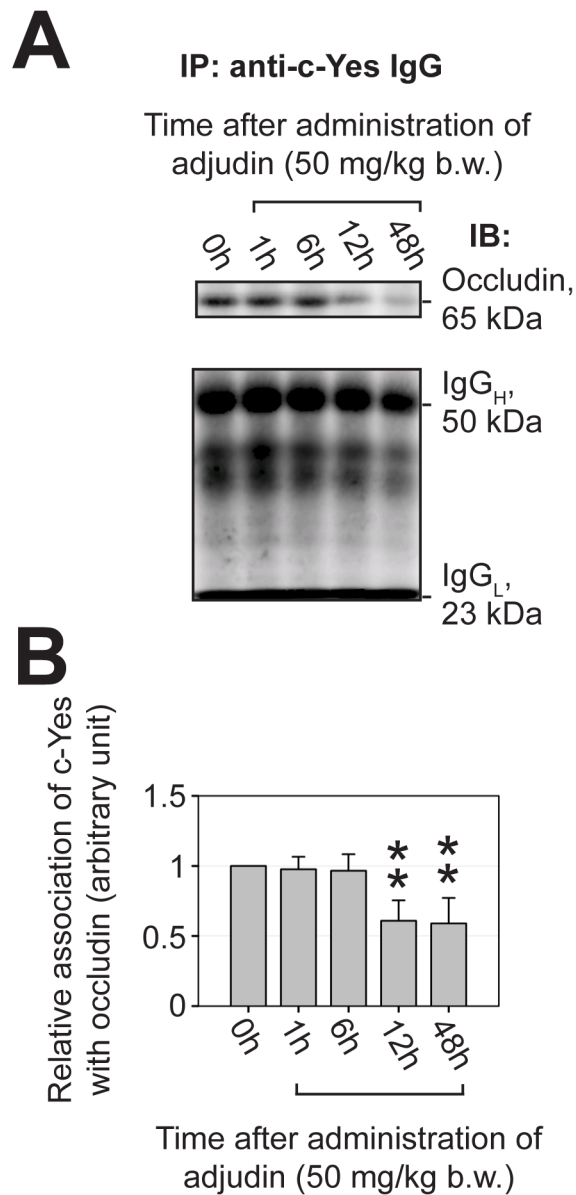 A
IP: anti-c-Yes IgG
Time after administration of
adjudin (50 mg/kg b.w.)
0h 1h 6h 12h 48h IB:
Occludin,
65 kDa
IgGH,
50 kDa
IgGL,
23 kDa
B
Relative association of c-Yes
with occludin (arbitrary unit)
1.5
1
0.5
0
* * * *
0h 1h 6h 12h 48h
Time after administration of
adjudin (50 mg/kg b.w.)